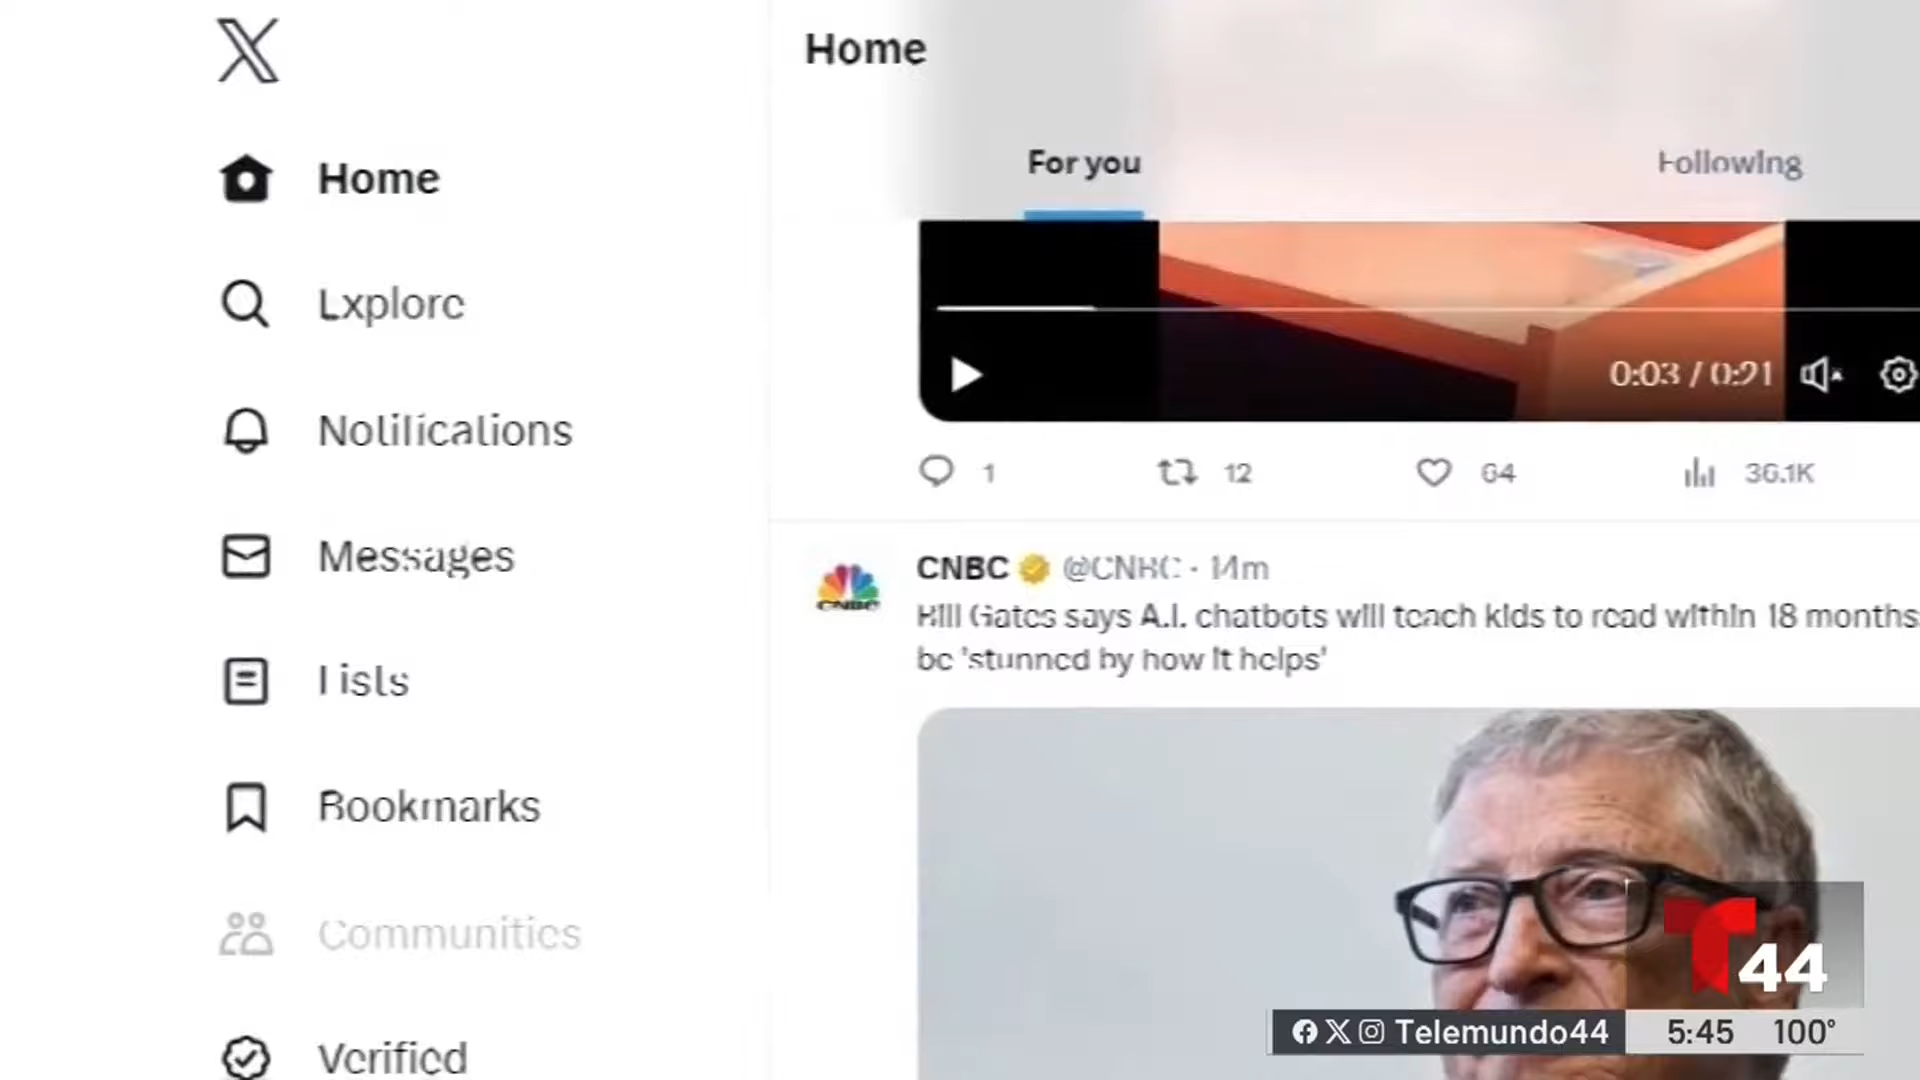 Home
For you
Following
Home
Explore
Notifications
Messages
Lists
Bookmarks
Communities
Verified
0:03 / 0:21
1
12
64
36.1K
CNBC @CNBC · 14m
Bill Gates says A.I. chatbots will teach kids to read within 18 months.
be 'stunned by how it helps'
CNBC
44
Telemundo44
5:45
100°